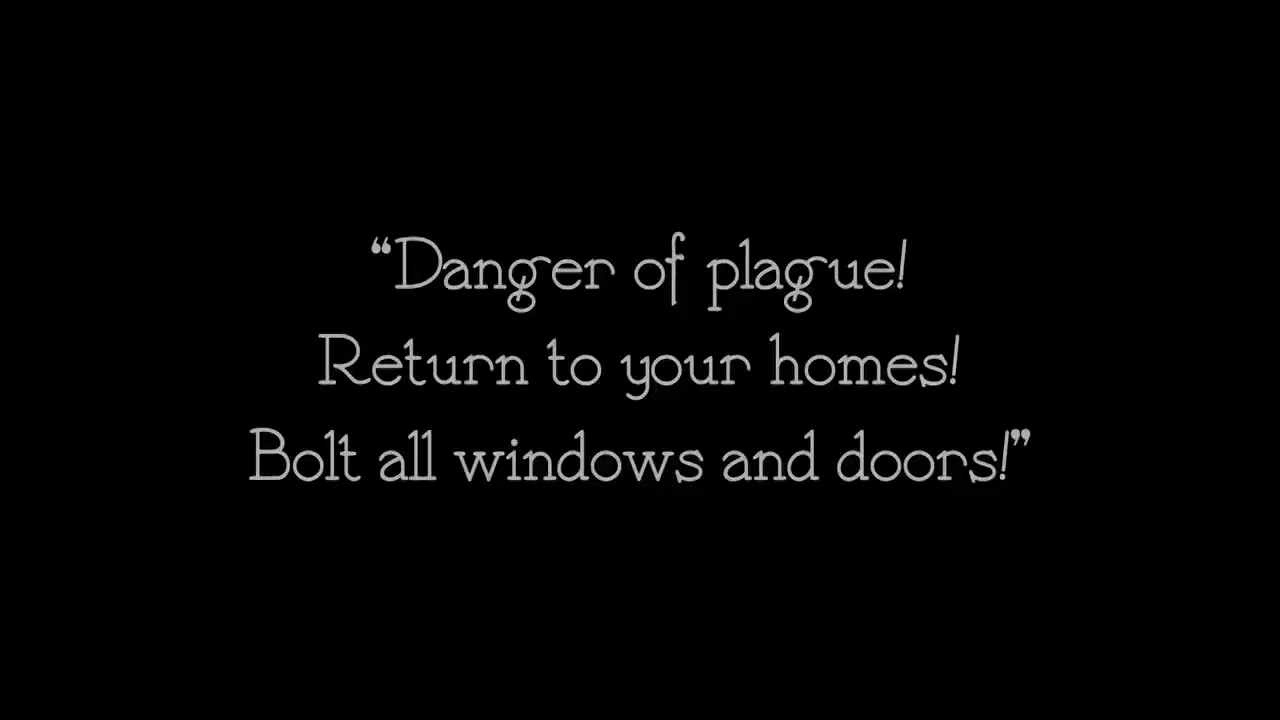 “Danger of plague!
Return to your homes!
Bolt all windows and doors!”